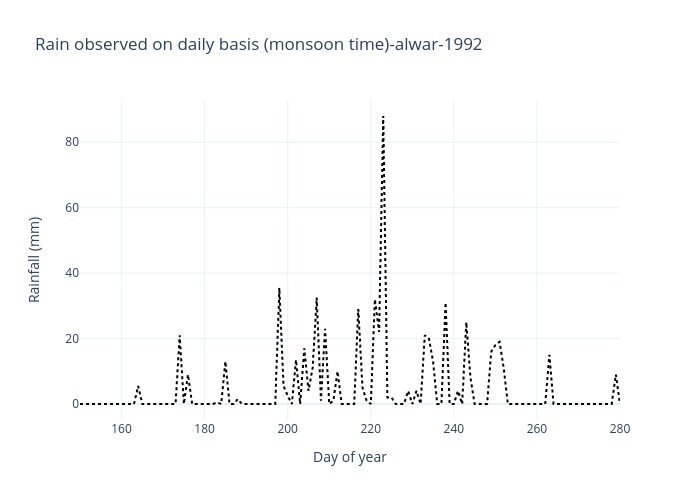 Rain observed on daily basis (monsoon time)-alwar-1992
Rainfall (mm)
80
60
40
20
0
160 180 200 220 240 260 280
Day of year